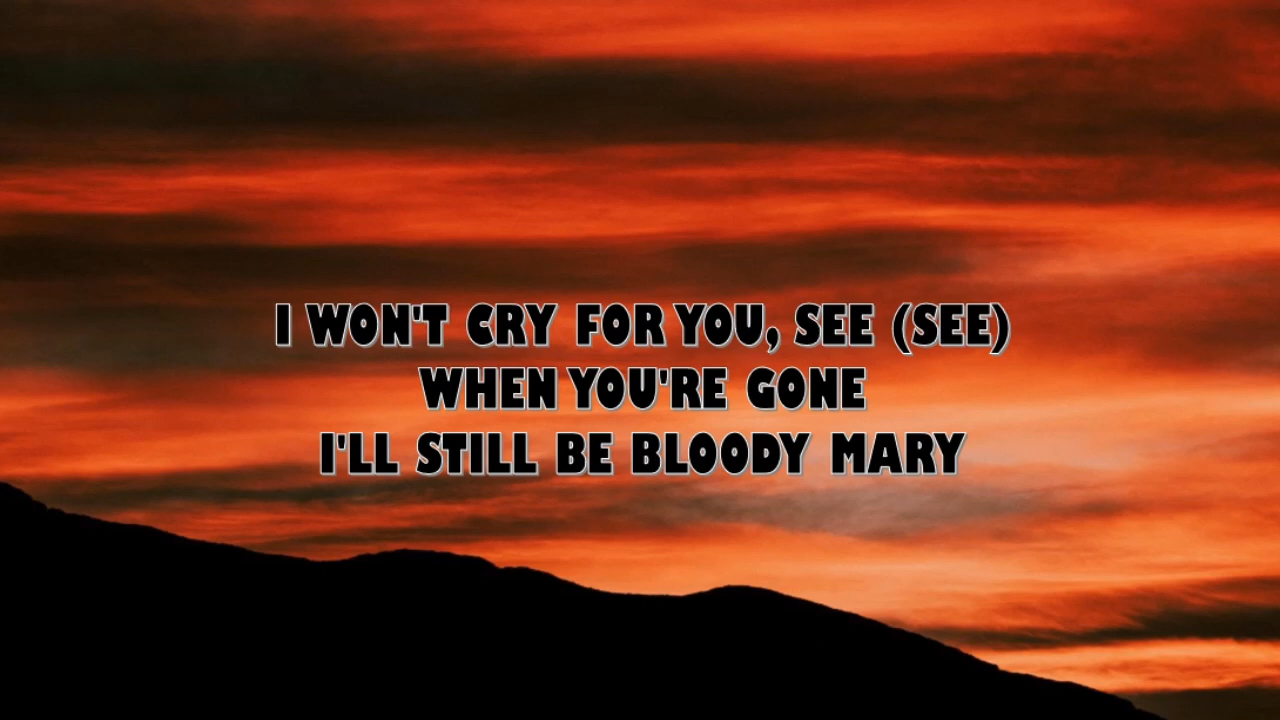 I WON'T CRY FOR YOU, SEE (SEE)
WHEN YOU'RE GONE
I'LL STILL BE BLOODY MARY